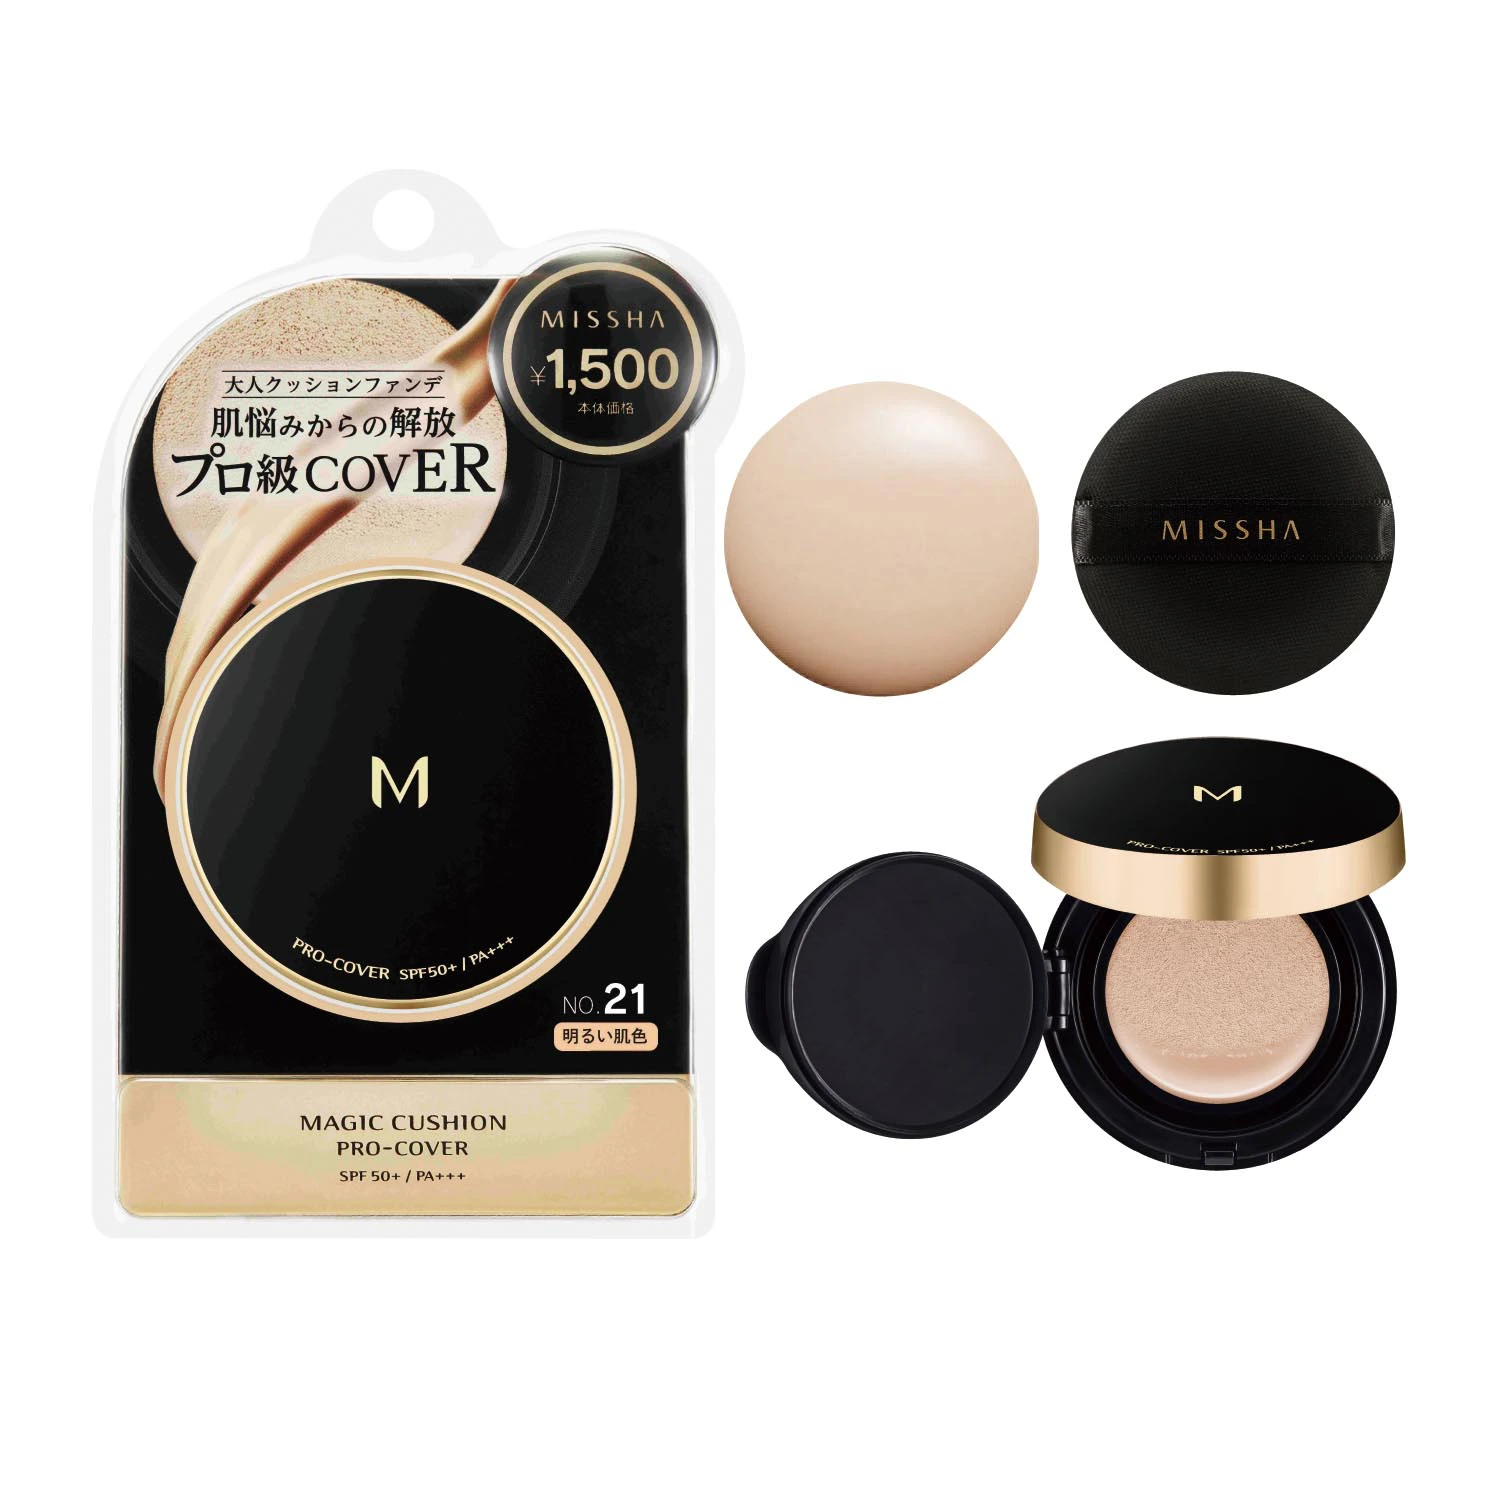 MISSHA
¥1,500
本体価格
大人クッションファンデ
肌悩みからの解放
プロ級COVER
M
PRO-COVER SPF50+ / PA+++
NO.21
明るい肌色
MAGIC CUSHION
PRO-COVER
SPF 50+ / PA+++
MISSHA
M
PRO-COVER SPF50+ / PA+++